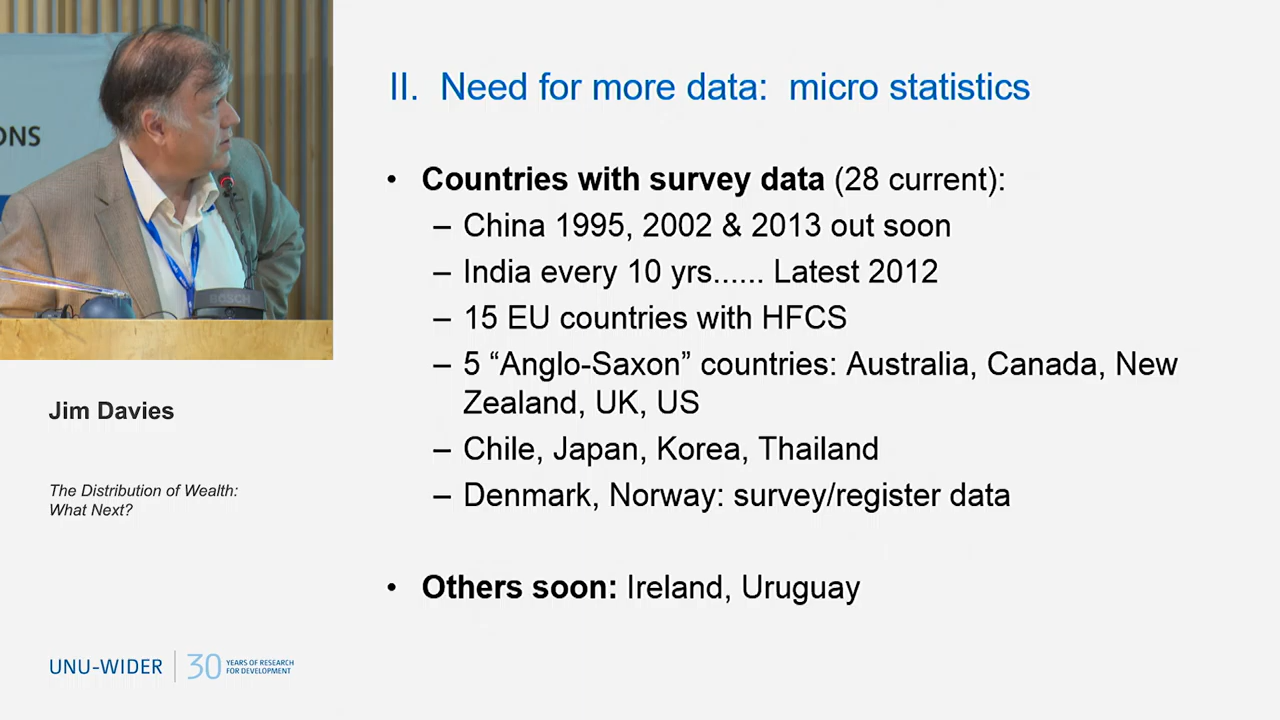 ONS
BOSCH
Jim Davies
The Distribution of Wealth:
What Next?
UNU-WIDER
30 YEARS OF RESEARCH
FOR DEVELOPMENT
II. Need for more data: micro statistics
• Countries with survey data (28 current):
– China 1995, 2002 & 2013 out soon
– India every 10 yrs...... Latest 2012
– 15 EU countries with HFCS
– 5 “Anglo-Saxon” countries: Australia, Canada, New
Zealand, UK, US
– Chile, Japan, Korea, Thailand
– Denmark, Norway: survey/register data
• Others soon: Ireland, Uruguay